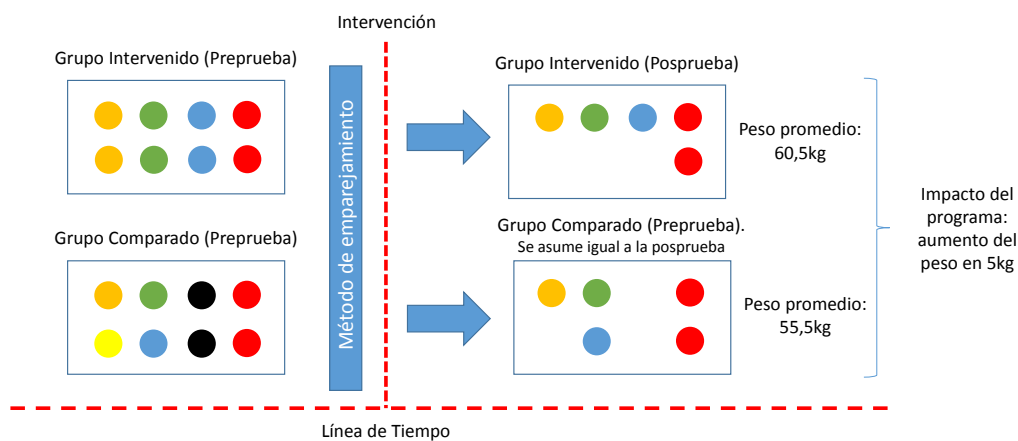 Intervención
Grupo Intervenido (Preprueba)
Método de emparejamiento
Grupo Intervenido (Posprueba)
Peso promedio:
60,5kg
Grupo Comparado (Preprueba)
Grupo Comparado (Preprueba).
Se asume igual a la posprueba
Peso promedio:
55,5kg
Impacto del
programa:
aumento del
peso en 5kg
Línea de Tiempo